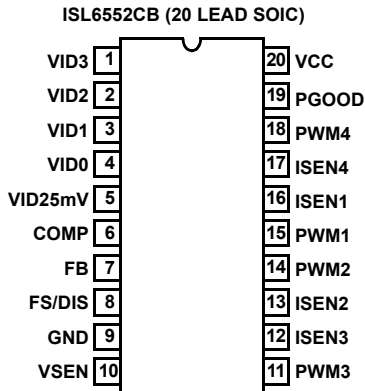 ISL6552CB (20 LEAD SOIC)
VID3 1 20 VCC
VID2 2 19 PGOOD
VID1 3 18 PWM4
VID0 4 17 ISEN4
VID25mV 5 16 ISEN1
COMP 6 15 PWM1
FB 7 14 PWM2
FS/DIS 8 13 ISEN2
GND 9 12 ISEN3
VSEN 10 11 PWM3